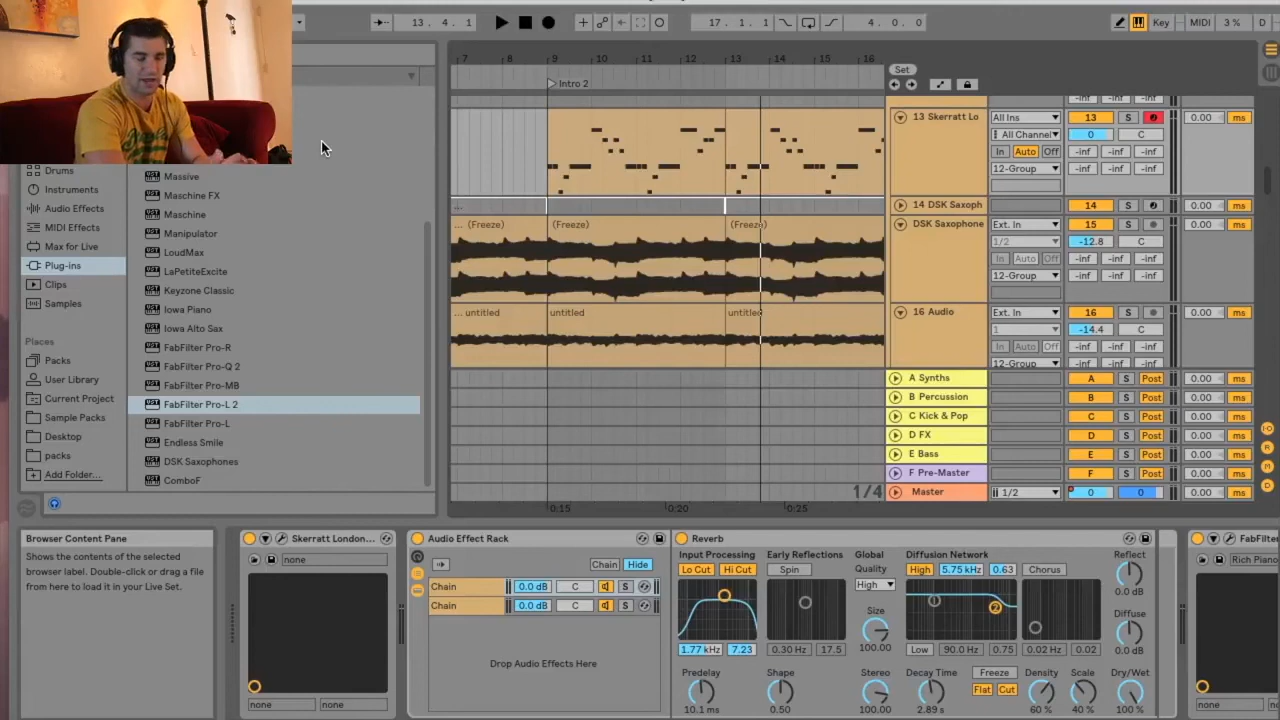 13. 4. 1
17. 1. 1
4. 0. 0
Key
MIDI
3 %
D
7 8 9 10 11 12 13 14 15 16
Set
Intro 2
Drums
Instruments
Audio Effects
MIDI Effects
Max for Live
Plug-ins
Clips
Samples
Places
Packs
User Library
Current Project
Sample Packs
Desktop
packs
Add Folder...
Massive
Maschine FX
Maschine
Manipulator
LoudMax
LaPetiteExcite
Keyzone Classic
Iowa Piano
Iowa Alto Sax
FabFilter Pro-R
FabFilter Pro-Q 2
FabFilter Pro-MB
FabFilter Pro-L 2
FabFilter Pro-L
Endless Smile
DSK Saxophones
ComboF
-inf -inf -inf
13 Skerratt Lo All Ins 13 S 0.00 ms
All Channel 0 C
In Auto Off -inf -inf -inf
12-Group -inf -inf -inf
...
14 DSK Saxoph 14 S 0.00 ms
... (Freeze) (Freeze) (Freeze)
DSK Saxophone Ext. In 15 S 0.00 ms
1/2 -12.8 C
In Auto Off -inf -inf -inf
12-Group -inf -inf -inf
... untitled untitled untitled
16 Audio Ext. In 16 S 0.00 ms
1 -14.4 C
In Auto Off -inf -inf -inf
12-Group -inf -inf -inf
A Synths A S Post 0.00 ms
B Percussion B S Post 0.00 ms
C Kick & Pop C S Post 0.00 ms
D FX D S Post 0.00 ms
E Bass E S Post 0.00 ms
F Pre-Master F S Post 0.00 ms
1/4 Master 1/2 0 0 0.00 ms
0:15 0:20 0:25
Browser Content Pane
Shows the contents of the selected
browser label. Double-click or drag a
file from here to load it in your Live Set.
Skerratt London...
none
none none
Audio Effect Rack
Chain Hide
Chain 0.0 dB C S
Chain 0.0 dB C S
Drop Audio Effects Here
Reverb
Input Processing
Lo Cut Hi Cut
1.77 kHz 7.23
Predelay
10.1 ms
Early Reflections
Spin
0.30 Hz 17.5
Shape
0.50
Global
Quality
High
Size
100.00
Stereo
100.00
Diffusion Network
High 5.75 kHz 0.63 Chorus
Low 90.0 Hz 0.75 0.02 Hz 0.02
Decay Time
2.89 s
Freeze
Flat Cut
Density
60 %
Scale
40 %
Reflect
0.0 dB
Diffuse
0.0 dB
Dry/Wet
100 %
FabFilter
Rich Piano
none